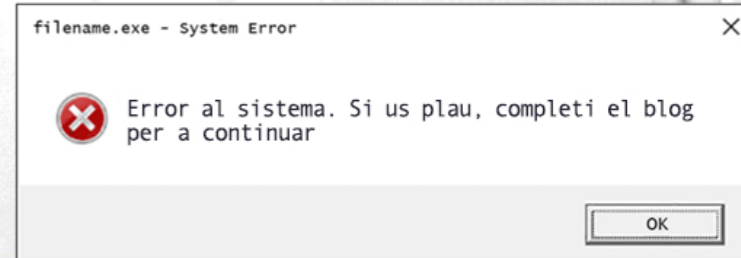 filename.exe - System Error
Error al sistema. Si us plau, completi el blog
per a continuar
OK